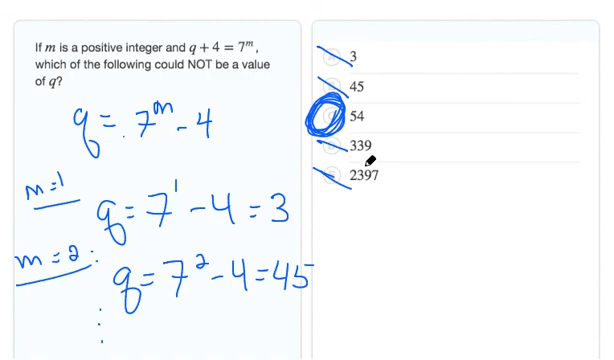 If m is a positive integer and q + 4 = 7^m,
which of the following could NOT be a value
of q?
q = 7^m - 4
m=1
q = 7^1 - 4 = 3
m = 2 :
q = 7^2 - 4 = 45
3
45
54
339
2397